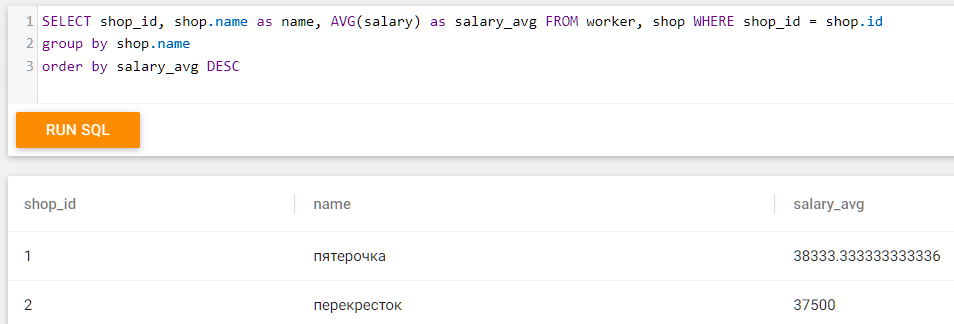 1 SELECT shop_id, shop.name as name, AVG(salary) as salary_avg FROM worker, shop WHERE shop_id = shop.id
2 group by shop.name
3 order by salary_avg DESC
RUN SQL
shop_id name salary_avg
1 пятерочка 38333.333333333336
2 перекресток 37500